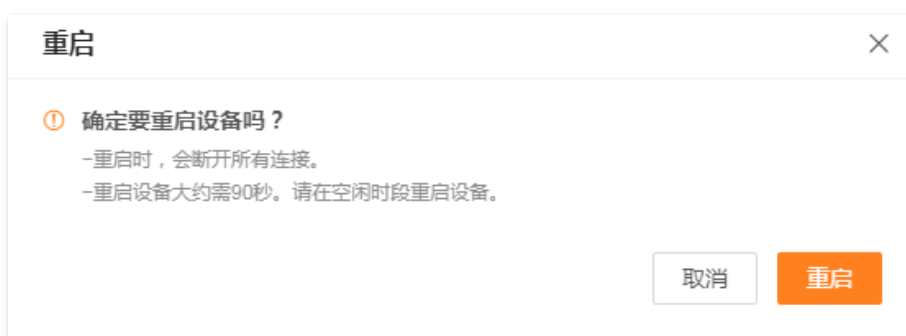 重启
确定要重启设备吗？
-重启时，会断开所有连接。
-重启设备大约需90秒。请在空闲时段重启设备。
取消
重启